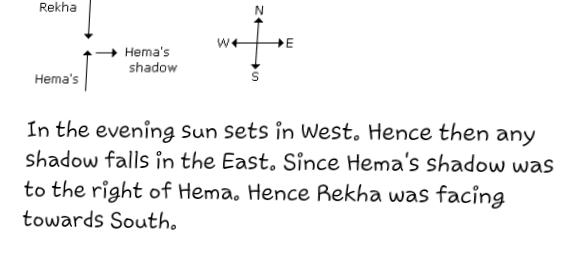 Rekha
N
W E
Hema's
shadow
Hema's
S
In the evening sun sets in West. Hence then any
shadow falls in the East. Since Hema's shadow was
to the right of Hema. Hence Rekha was facing
towards South.